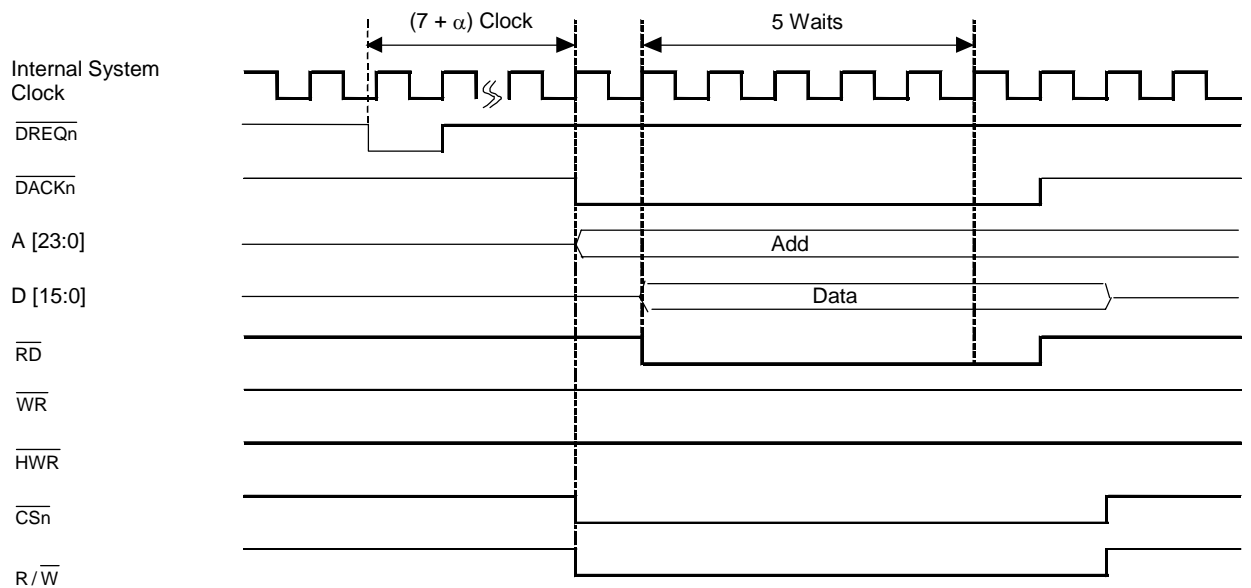 (7 + α) Clock
5 Waits
Internal System
Clock
DREQn
DACKn
A [23:0]
Add
D [15:0]
Data
RD
WR
HWR
CSn
R / W